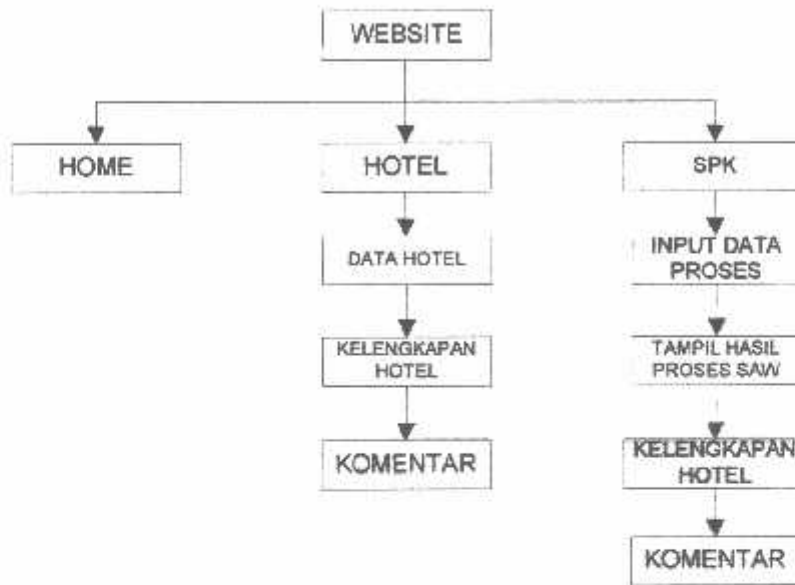 WEBSITE
HOME
HOTEL
SPK
DATA HOTEL
INPUT DATA
PROSES
KELENGKAPAN
HOTEL
TAMPIL HASIL
PROSES SAW
KOMENTAR
KELENGKAPAN
HOTEL
KOMENTAR